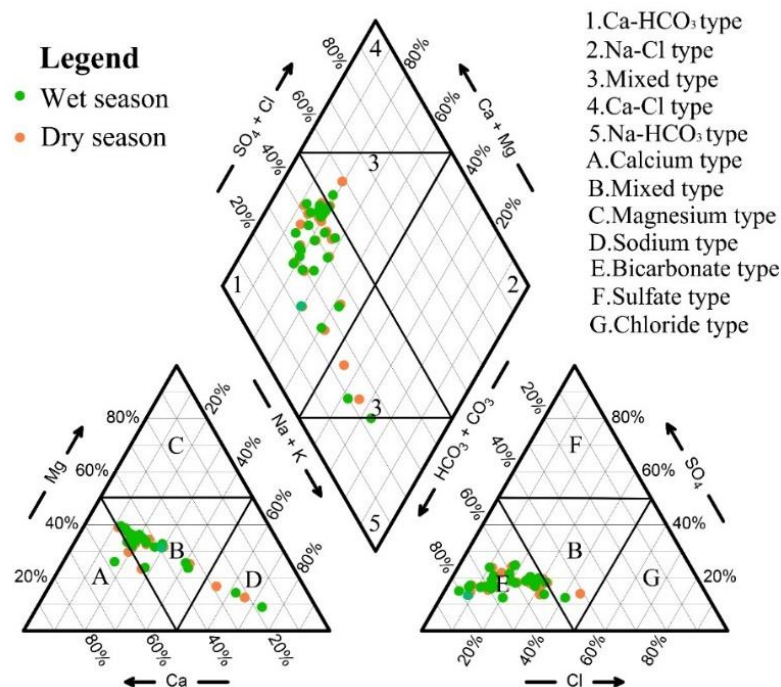 Legend
Wet season
Dry season
1.Ca-HCO₃ type
2.Na-Cl type
3.Mixed type
4.Ca-Cl type
5.Na-HCO₃ type
A.Calcium type
B.Mixed type
C.Magnesium type
D.Sodium type
E.Bicarbonate type
F.Sulfate type
G.Chloride type
4
80%
80%
SO₄ + Cl
Ca + Mg
60%
60%
40%
3
40%
20%
20%
1
2
Na + K
3
HCO₃ + CO₃
5
20%
80%
C
40%
Mg
60%
60%
40%
B
80%
20%
A
D
80%
60%
40%
20%
Ca
20%
80%
F
40%
SO₄
60%
60%
B
40%
80%
E
G
20%
20%
40%
60%
80%
Cl